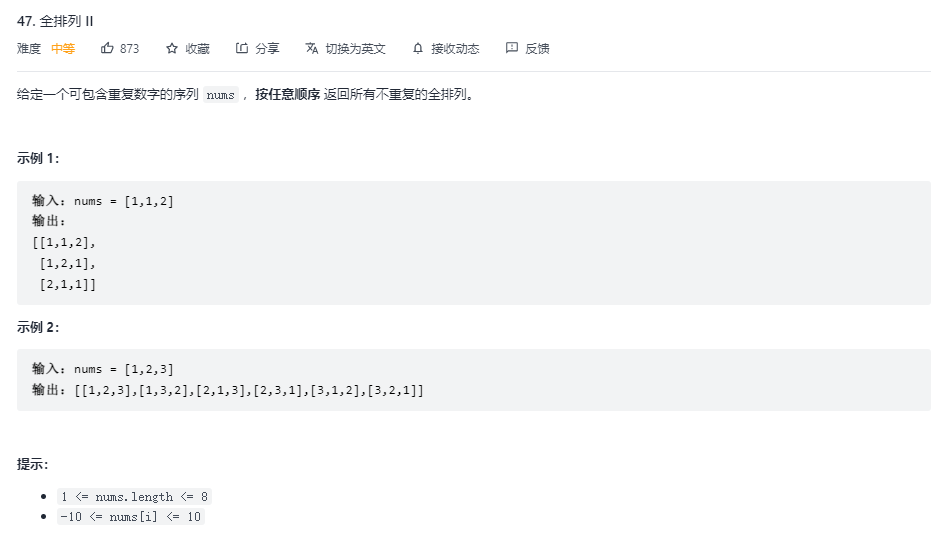 47. 全排列 II
难度 中等 873 收藏 分享 切换为英文 接收动态 反馈
给定一个可包含重复数字的序列 nums ，按任意顺序 返回所有不重复的全排列。
示例 1：
输入：nums = [1,1,2]
输出：
[[1,1,2],
 [1,2,1],
 [2,1,1]]
示例 2：
输入：nums = [1,2,3]
输出：[[1,2,3],[1,3,2],[2,1,3],[2,3,1],[3,1,2],[3,2,1]]
提示：
• 1 <= nums.length <= 8
• -10 <= nums[i] <= 10